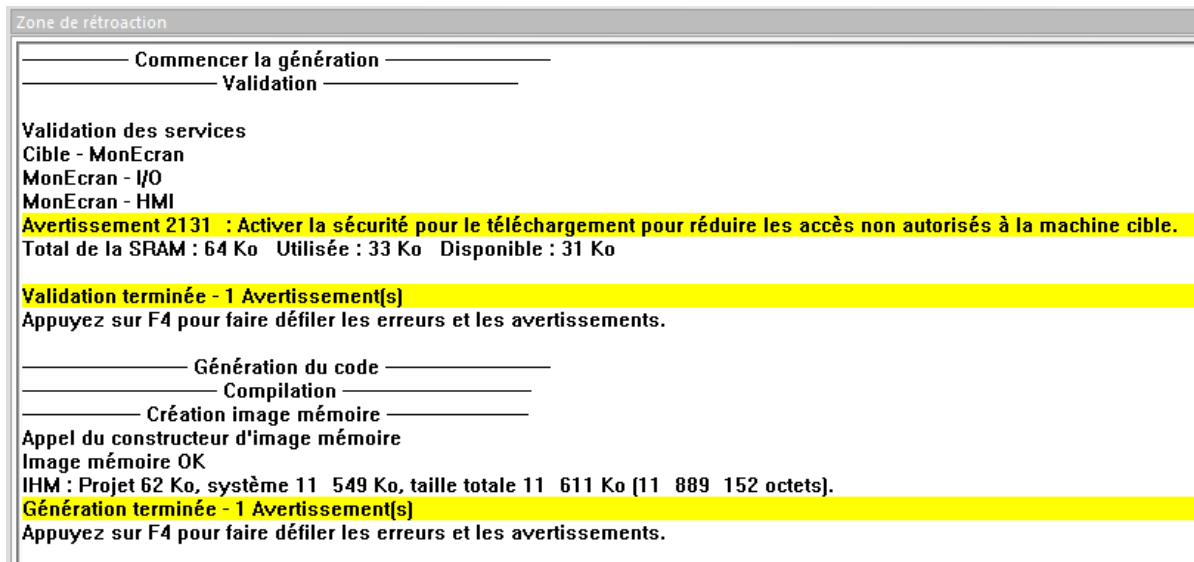 Zone de rétroaction
Commencer la génération
Validation
Validation des services
Cible - MonEcran
MonEcran - I/O
MonEcran - HMI
Avertissement 2131 : Activer la sécurité pour le téléchargement pour réduire les accès non autorisés à la machine cible.
Total de la SRAM : 64 Ko Utilisée : 33 Ko Disponible : 31 Ko
Validation terminée - 1 Avertissement(s)
Appuyez sur F4 pour faire défiler les erreurs et les avertissements.
Génération du code
Compilation
Création image mémoire
Appel du constructeur d'image mémoire
Image mémoire OK
IHM : Projet 62 Ko, système 11 549 Ko, taille totale 11 611 Ko (11 889 152 octets).
Génération terminée - 1 Avertissement(s)
Appuyez sur F4 pour faire défiler les erreurs et les avertissements.